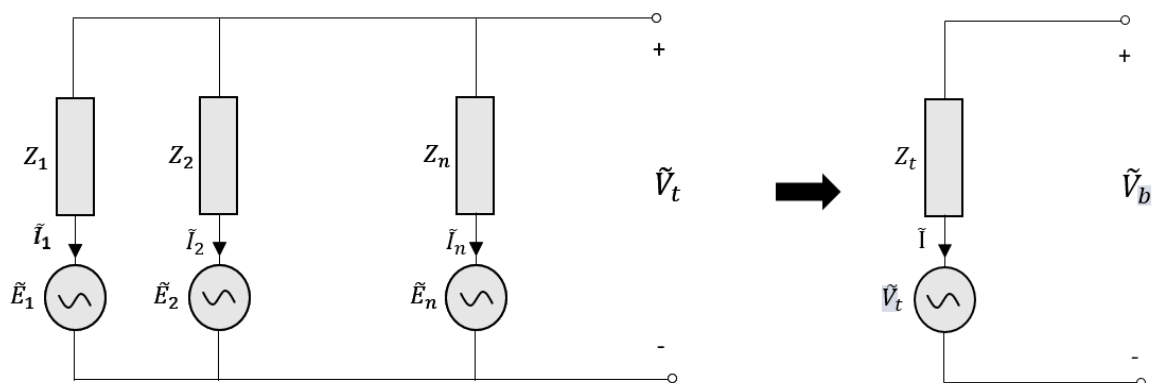 +
+
Z₁
Z₂
Zₙ
Zₜ
Ṽₜ
Ṽ_b
Ĩ₁
Ĩ₂
Ĩₙ
Ĩ
Ẽ₁
Ẽ₂
Ẽₙ
Ṽₜ
-
-